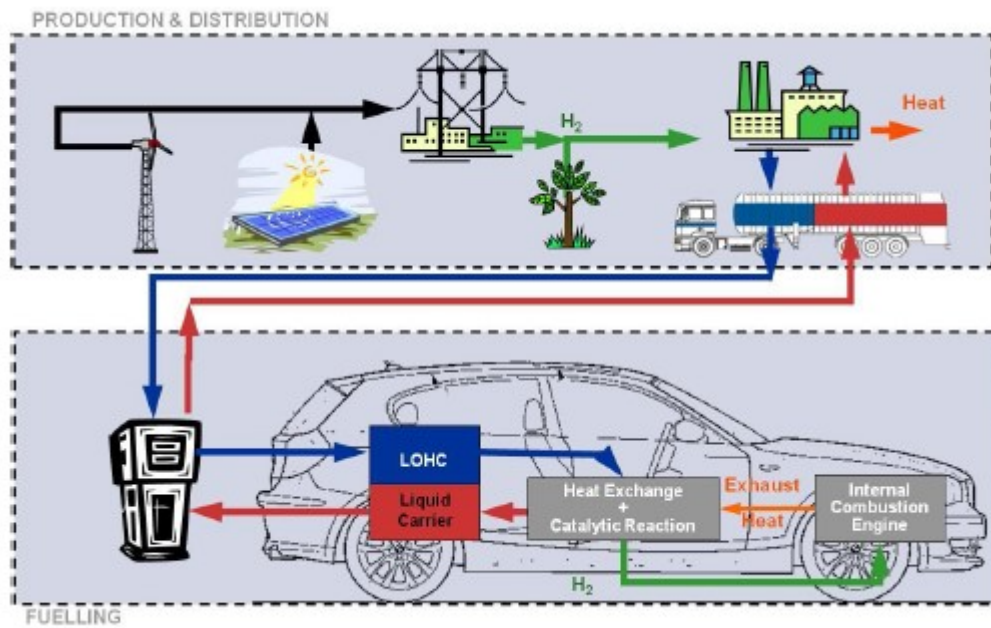 PRODUCTION & DISTRIBUTION
H₂
Heat
LOHC
Liquid
Carrier
Heat Exchange
+
Catalytic Reaction
Exhaust
Heat
Internal
Combustion
Engine
H₂
FUELLING